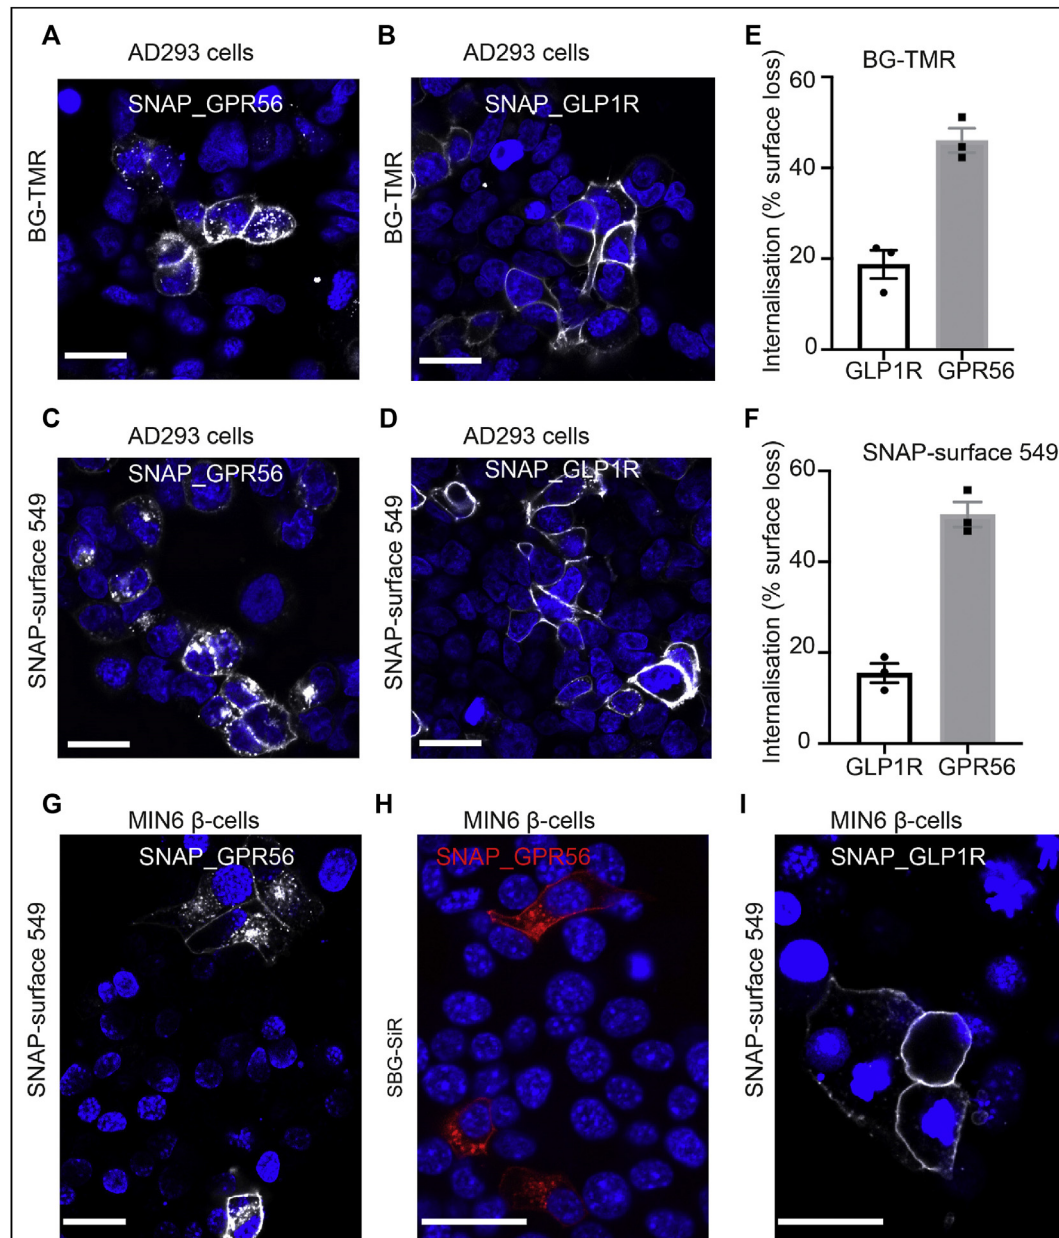 A
AD293 cells
SNAP_GPR56
BG-TMR
B
AD293 cells
SNAP_GLP1R
BG-TMR
E
BG-TMR
Internalisation (% surface loss)
60
40
20
0
GLP1R GPR56
C
AD293 cells
SNAP_GPR56
SNAP-surface 549
D
AD293 cells
SNAP_GLP1R
SNAP-surface 549
F
SNAP-surface 549
Internalisation (% surface loss)
60
40
20
0
GLP1R GPR56
G
MIN6 β-cells
SNAP_GPR56
SNAP-surface 549
H
MIN6 β-cells
SNAP_GPR56
SBG-SiR
I
MIN6 β-cells
SNAP_GLP1R
SNAP-surface 549